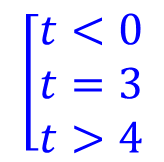 t < 0
t = 3
t > 4